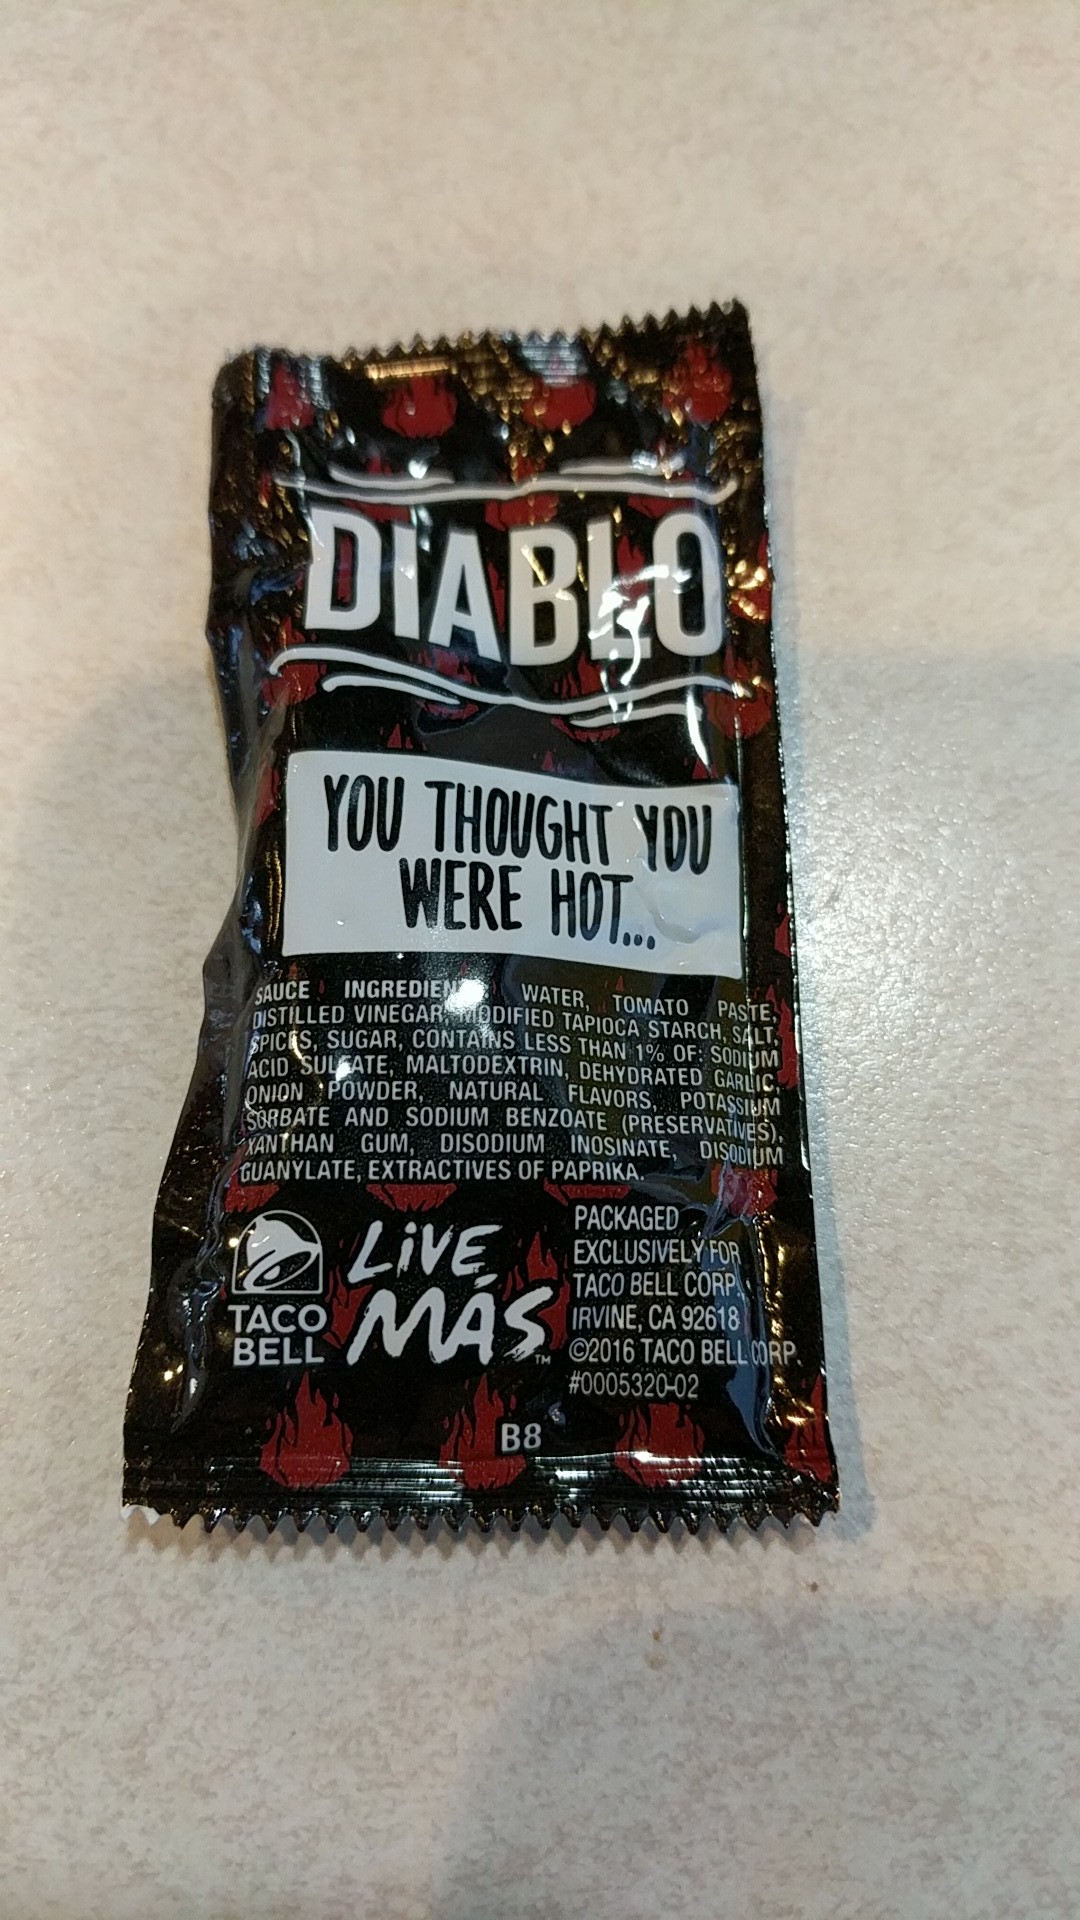 DIABLO
YOU THOUGHT YOU
WERE HOT...
SAUCE INGREDIENTS: WATER, TOMATO PASTE,
DISTILLED VINEGAR, MODIFIED TAPIOCA STARCH, SALT,
SPICES, SUGAR, CONTAINS LESS THAN 1% OF: SODIUM
ACID SULFATE, MALTODEXTRIN, DEHYDRATED GARLIC,
ONION POWDER, NATURAL FLAVORS, POTASSIUM
SORBATE AND SODIUM BENZOATE (PRESERVATIVES),
XANTHAN GUM, DISODIUM INOSINATE, DISODIUM
GUANYLATE, EXTRACTIVES OF PAPRIKA.
TACO
BELL
LiVE
MÁS™
PACKAGED
EXCLUSIVELY FOR
TACO BELL CORP.
IRVINE, CA 92618
©2016 TACO BELL CORP.
#0005320-02
B8